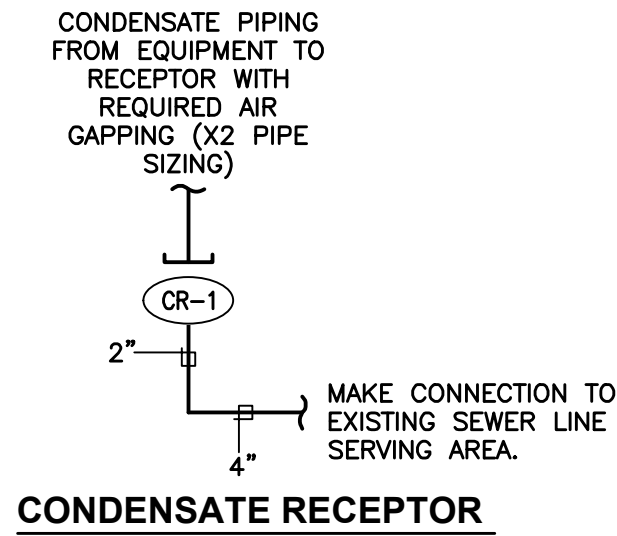 CONDENSATE PIPING
FROM EQUIPMENT TO
RECEPTOR WITH
REQUIRED AIR
GAPPING (X2 PIPE
SIZING)
CR-1
2"
MAKE CONNECTION TO
EXISTING SEWER LINE
SERVING AREA.
4"
CONDENSATE RECEPTOR